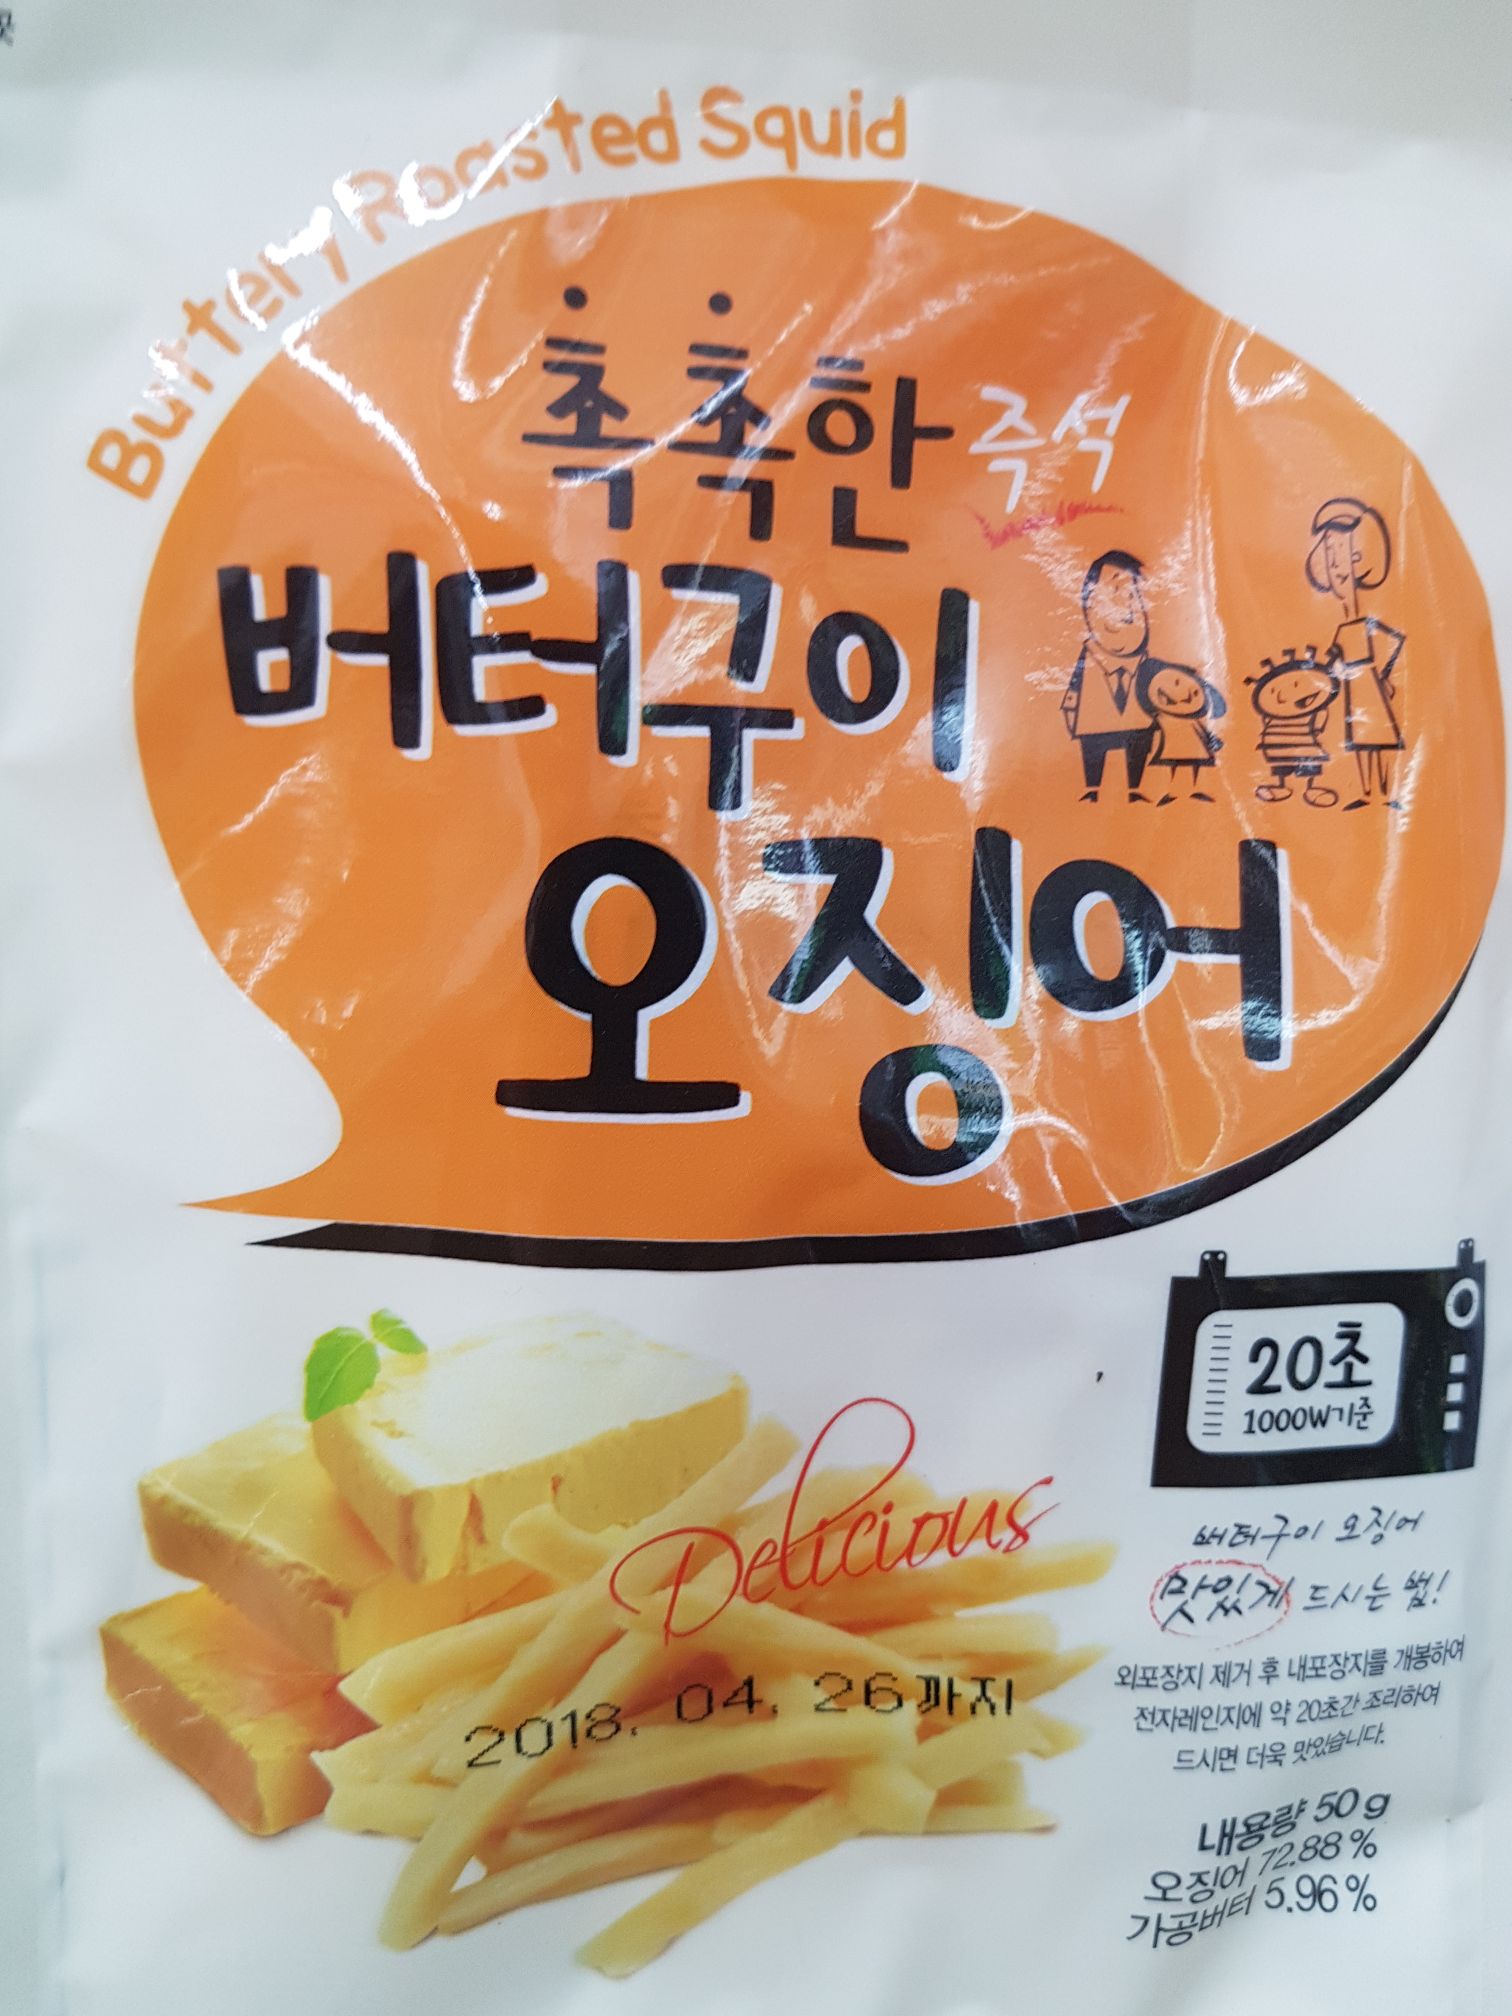 Buttery Roasted Squid
촉촉한 즉석
버터구이
오징어
20초
1000W기준
Delicious
버터구이 오징어
맛있게 드시는 법!
외포장지 제거 후 내포장지를 개봉하여
전자레인지에 약 20초간 조리하여
드시면 더욱 맛있습니다.
2018. 04. 26까지
내용량 50 g
오징어 72.88 %
가공버터 5.96 %